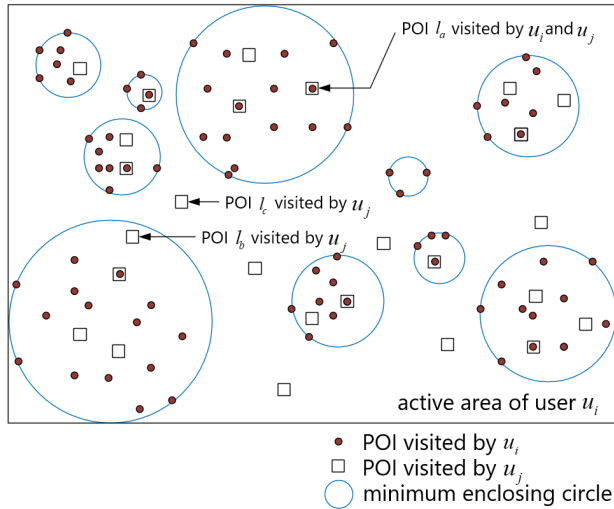 POI l_a visited by u_i and u_j
POI l_c visited by u_j
POI l_b visited by u_j
active area of user u_i
POI visited by u_i
POI visited by u_j
minimum enclosing circle